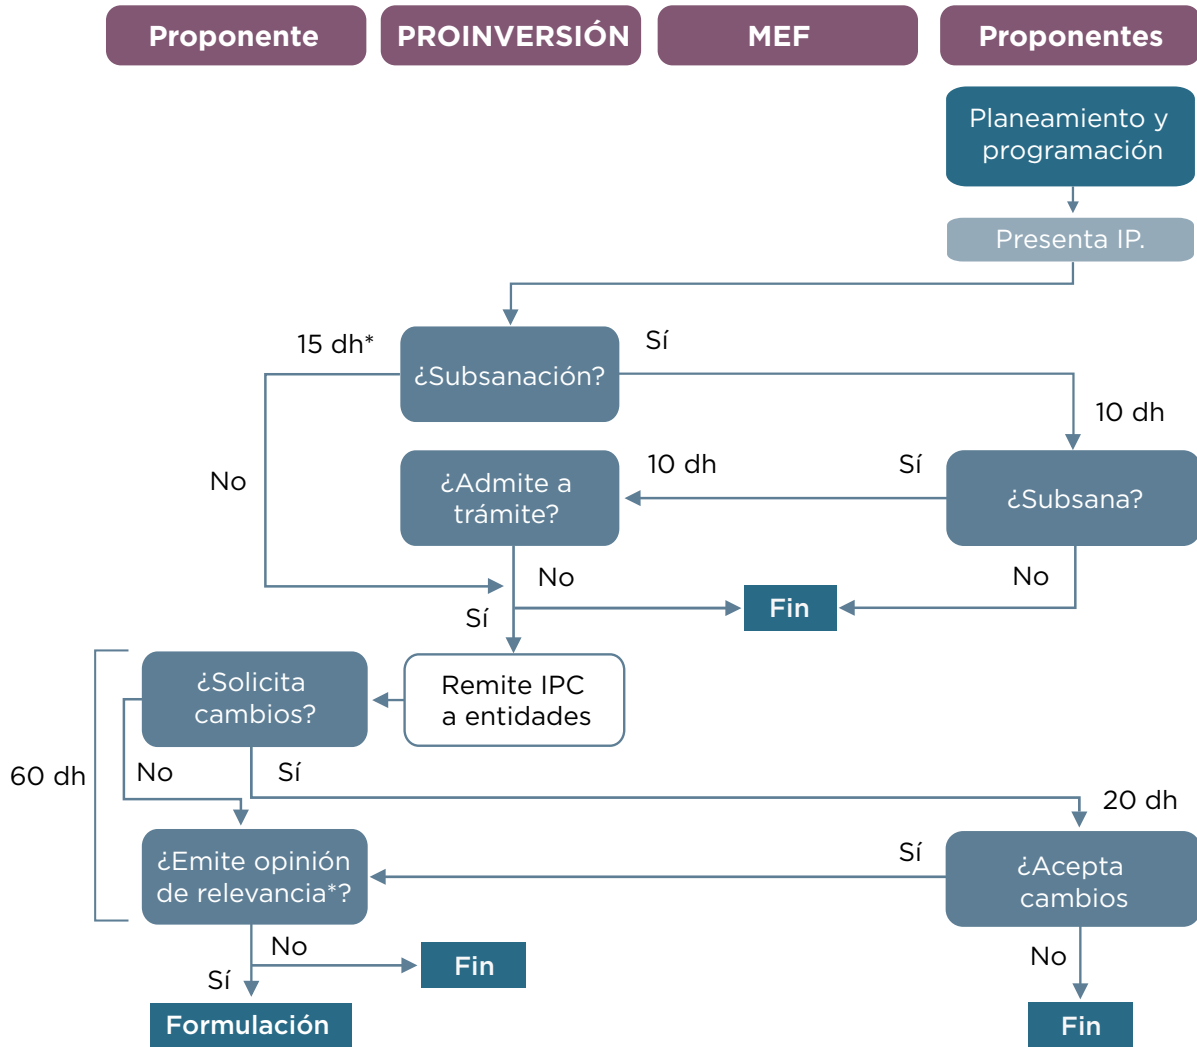 Proponente
PROINVERSIÓN
MEF
Proponentes
Planeamiento y
programación
Presenta IP.
15 dh*
¿Subsanación?
Sí
10 dh
No
¿Admite a
trámite?
10 dh
Sí
¿Subsana?
No
Sí
Fin
No
¿Solicita
cambios?
Remite IPC
a entidades
60 dh
No
Sí
20 dh
¿Emite opinión
de relevancia*?
Sí
¿Acepta
cambios
No
Sí
Fin
No
Formulación
Fin